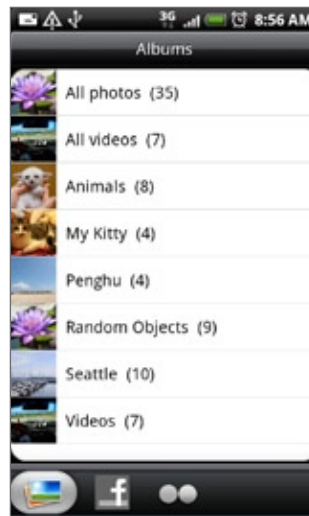 3G 8:56 AM
Albums
All photos (35)
All videos (7)
Animals (8)
My Kitty (4)
Penghu (4)
Random Objects (9)
Seattle (10)
Videos (7)
f